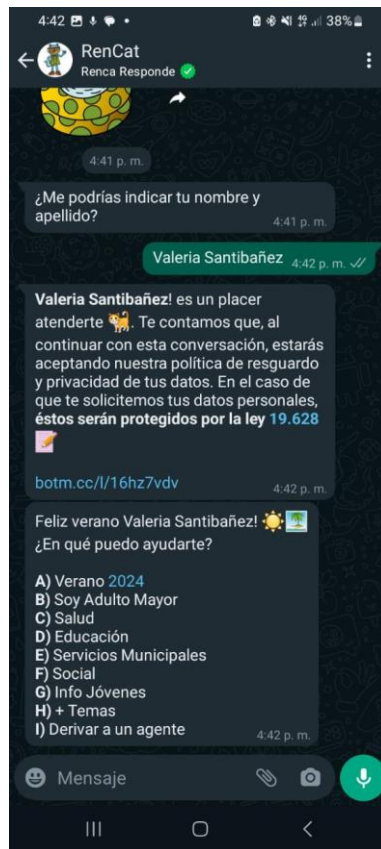 4:42
38%
RenCat
Renca Responde
4:41 p. m.
¿Me podrías indicar tu nombre y
apellido?
4:41 p. m.
Valeria Santibañez
4:42 p. m.
Valeria Santibañez! es un placer
atenderte. Te contamos que, al
continuar con esta conversación, estarás
aceptando nuestra política de resguardo
y privacidad de tus datos. En el caso de
que te solicitemos tus datos personales,
éstos serán protegidos por la ley 19.628
botm.cc/l/16hz7vdv
4:42 p. m.
Feliz verano Valeria Santibañez!
¿En qué puedo ayudarte?
A) Verano 2024
B) Soy Adulto Mayor
C) Salud
D) Educación
E) Servicios Municipales
F) Social
G) Info Jóvenes
H) + Temas
I) Derivar a un agente
4:42 p. m.
Mensaje